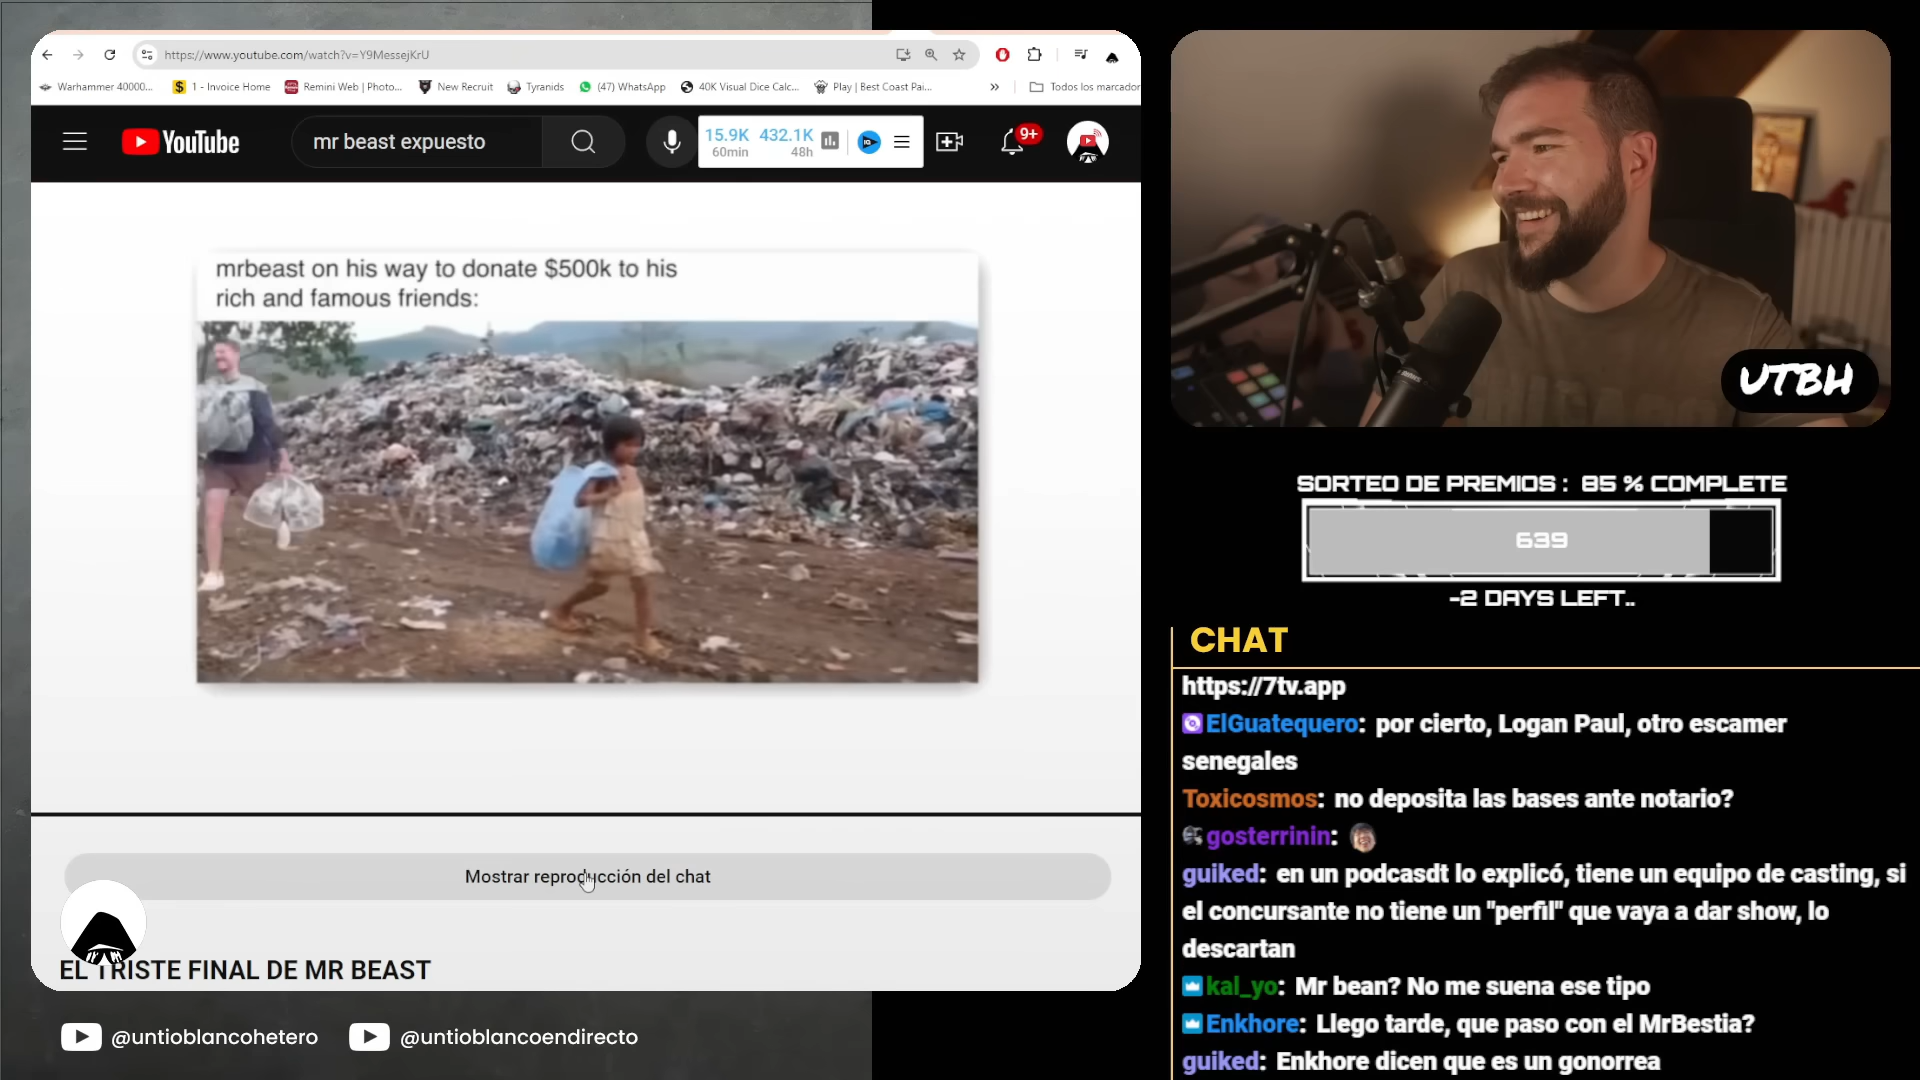 https://www.youtube.com/watch?v=Y9MessejKrU
Warhammer 40000...
1 - Invoice Home
Remini Web | Photo...
New Recruit
Tyranids
(47) WhatsApp
40K Visual Dice Calc...
Play | Best Coast Pai...
»
Todos los marcador
YouTube
mr beast expuesto
15.9K 432.1K
60min 48h
9+
mrbeast on his way to donate $500k to his
rich and famous friends:
Mostrar reproducción del chat
EL TRISTE FINAL DE MR BEAST
@untioblancohetero
@untioblancoendirecto
UTBH
SORTEO DE PREMIOS : 85 % COMPLETE
639
-2 DAYS LEFT..
CHAT
https://7tv.app
ElGuatequero: por cierto, Logan Paul, otro escamer
senegales
Toxicosmos: no deposita las bases ante notario?
gosterrinin:
guiked: en un podcasdt lo explicó, tiene un equipo de casting, si
el concursante no tiene un "perfil" que vaya a dar show, lo
descartan
kal_yo: Mr bean? No me suena ese tipo
Enkhore: Llego tarde, que paso con el MrBestia?
guiked: Enkhore dicen que es un gonorrea